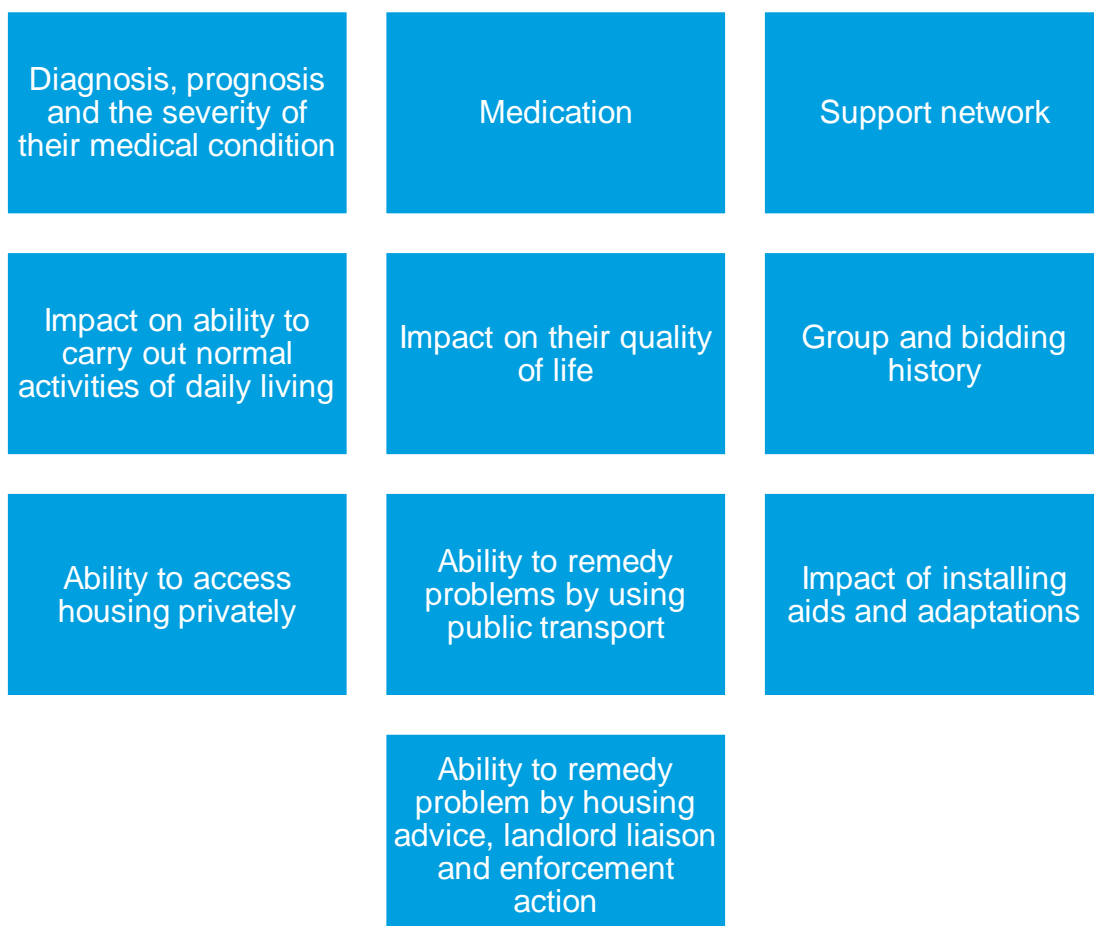 Diagnosis, prognosis
and the severity of
their medical condition
Medication
Support network
Impact on ability to
carry out normal
activities of daily living
Impact on their quality
of life
Group and bidding
history
Ability to access
housing privately
Ability to remedy
problems by using
public transport
Impact of installing
aids and adaptations
Ability to remedy
problem by housing
advice, landlord liaison
and enforcement
action